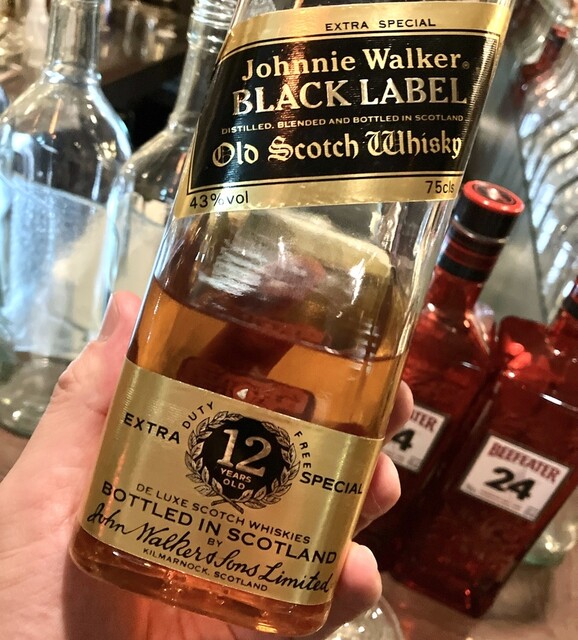 EXTRA SPECIAL
Johnnie Walker®
BLACK LABEL
DISTILLED, BLENDED AND BOTTLED IN SCOTLAND
Old Scotch Whisky
43%vol 75cls
EXTRA DUTY FREE SPECIAL
12
YEARS
OLD
DE LUXE SCOTCH WHISKIES
BOTTLED IN SCOTLAND
BY
John Walker & Sons Limited
KILMARNOCK, SCOTLAND
4
BEEFEATER
24